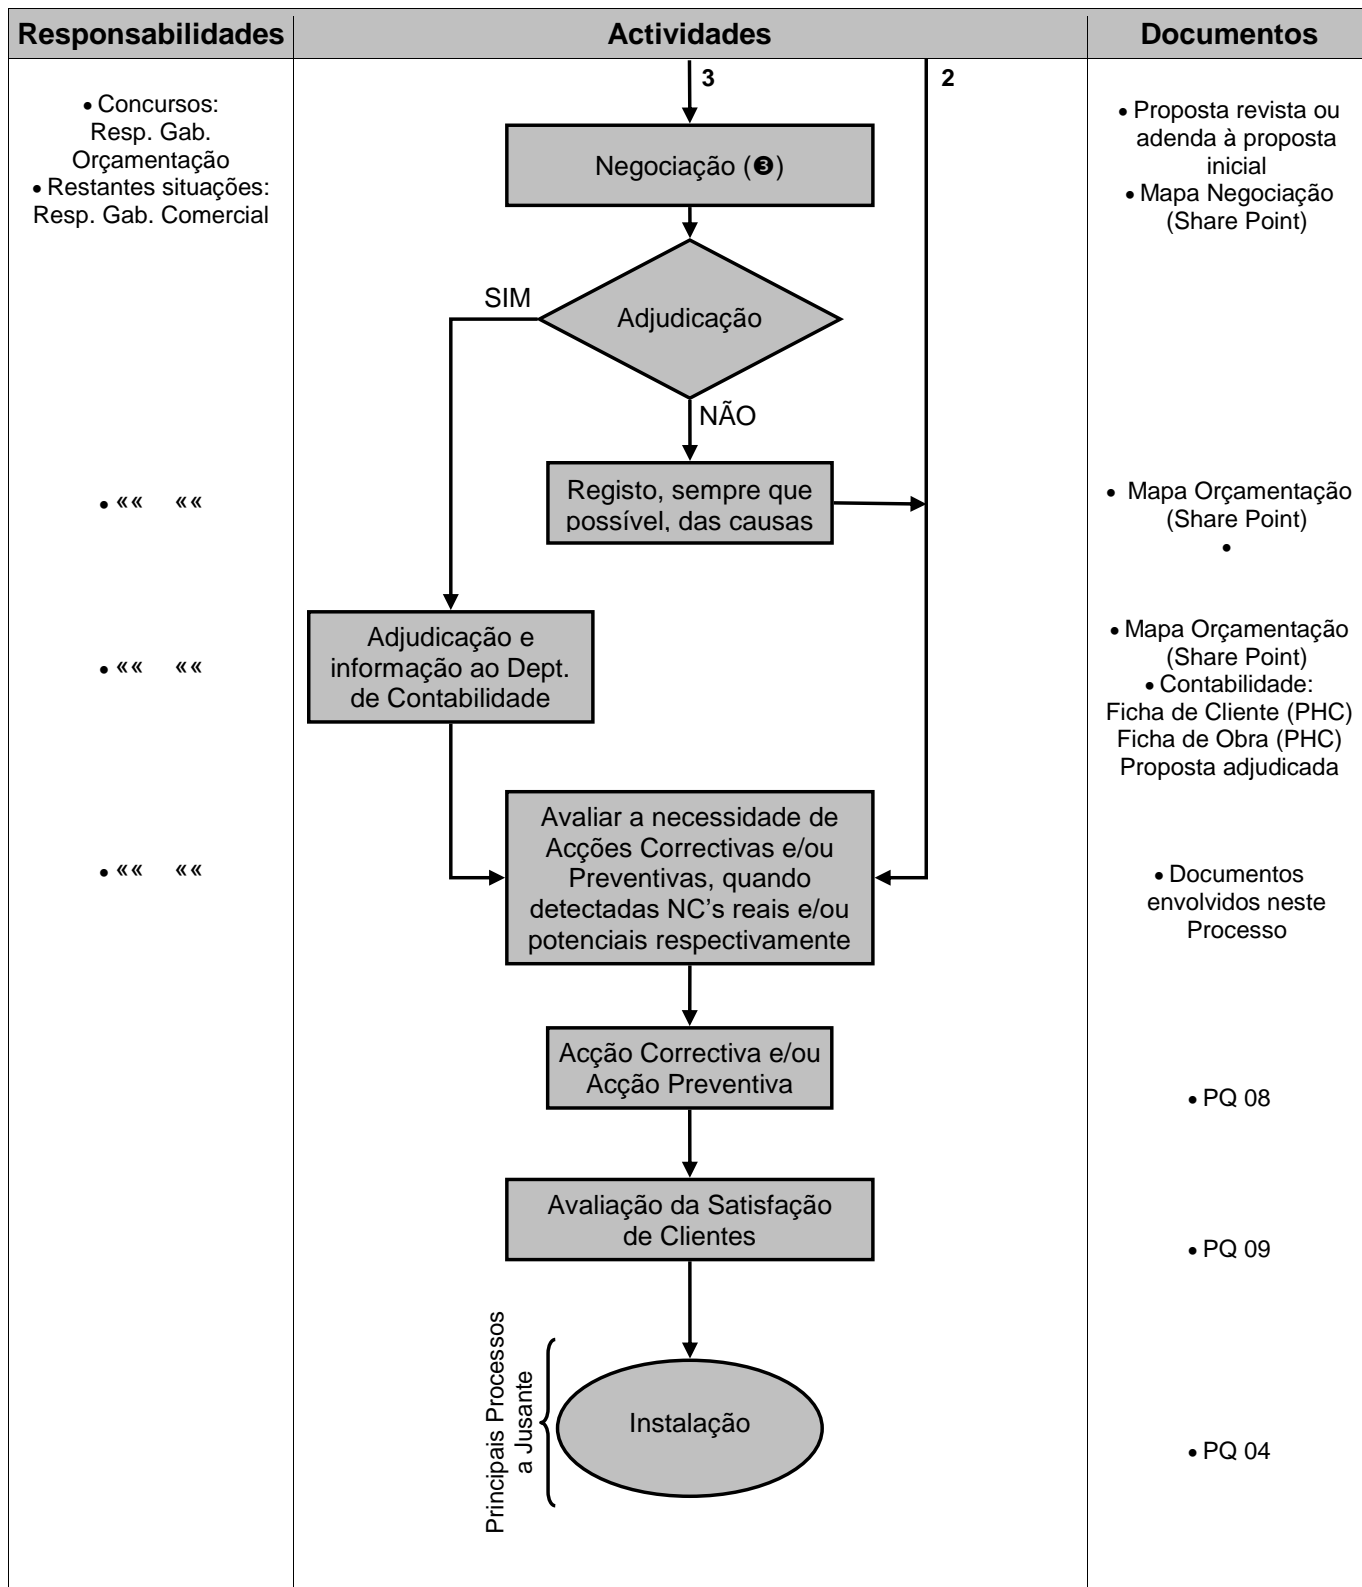 Responsabilidades
Actividades
Documentos
3
2
• Concursos:
Resp. Gab.
Orçamentação
• Restantes situações:
Resp. Gab. Comercial
Negociação (❸)
• Proposta revista ou
adenda à proposta
inicial
• Mapa Negociação
(Share Point)
SIM
Adjudicação
NÃO
• «« ««
Registo, sempre que
possível, das causas
• Mapa Orçamentação
(Share Point)
•
• «« ««
Adjudicação e
informação ao Dept.
de Contabilidade
• Mapa Orçamentação
(Share Point)
• Contabilidade:
Ficha de Cliente (PHC)
Ficha de Obra (PHC)
Proposta adjudicada
• «« ««
Avaliar a necessidade de
Acções Correctivas e/ou
Preventivas, quando
detectadas NC’s reais e/ou
potenciais respectivamente
• Documentos
envolvidos neste
Processo
Acção Correctiva e/ou
Acção Preventiva
• PQ 08
Avaliação da Satisfação
de Clientes
• PQ 09
Principais Processos
a Jusante
Instalação
• PQ 04